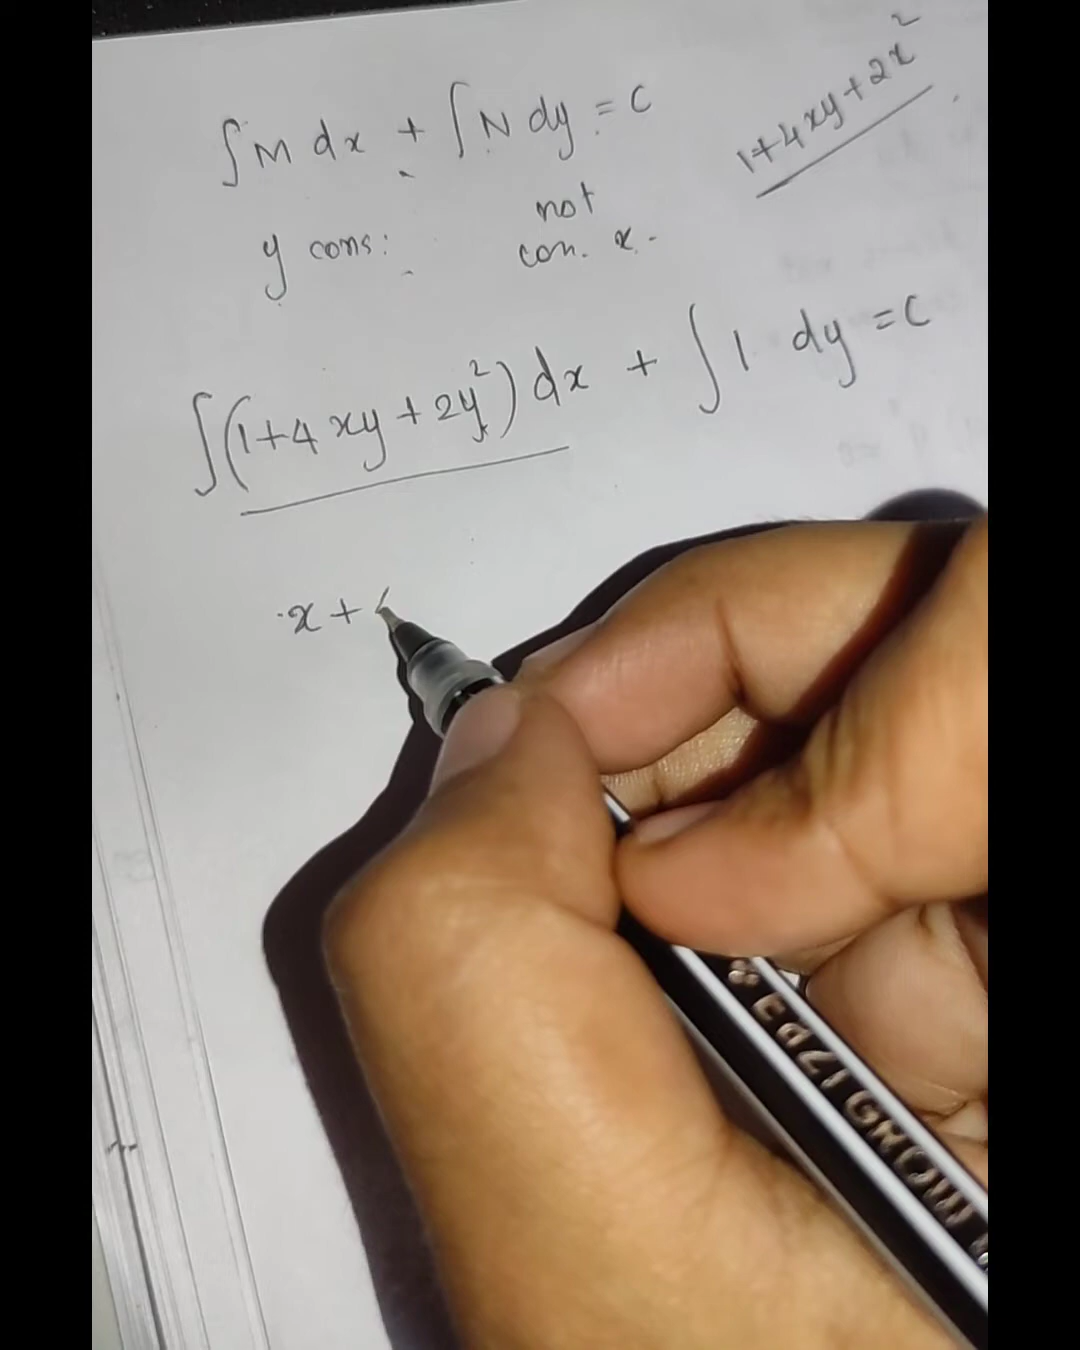 ∫M dx + ∫N dy = c
1+4xy+2x²
y cons: not
con. x.
∫(1+4xy+2y²) dx + ∫1 dy = c
x +